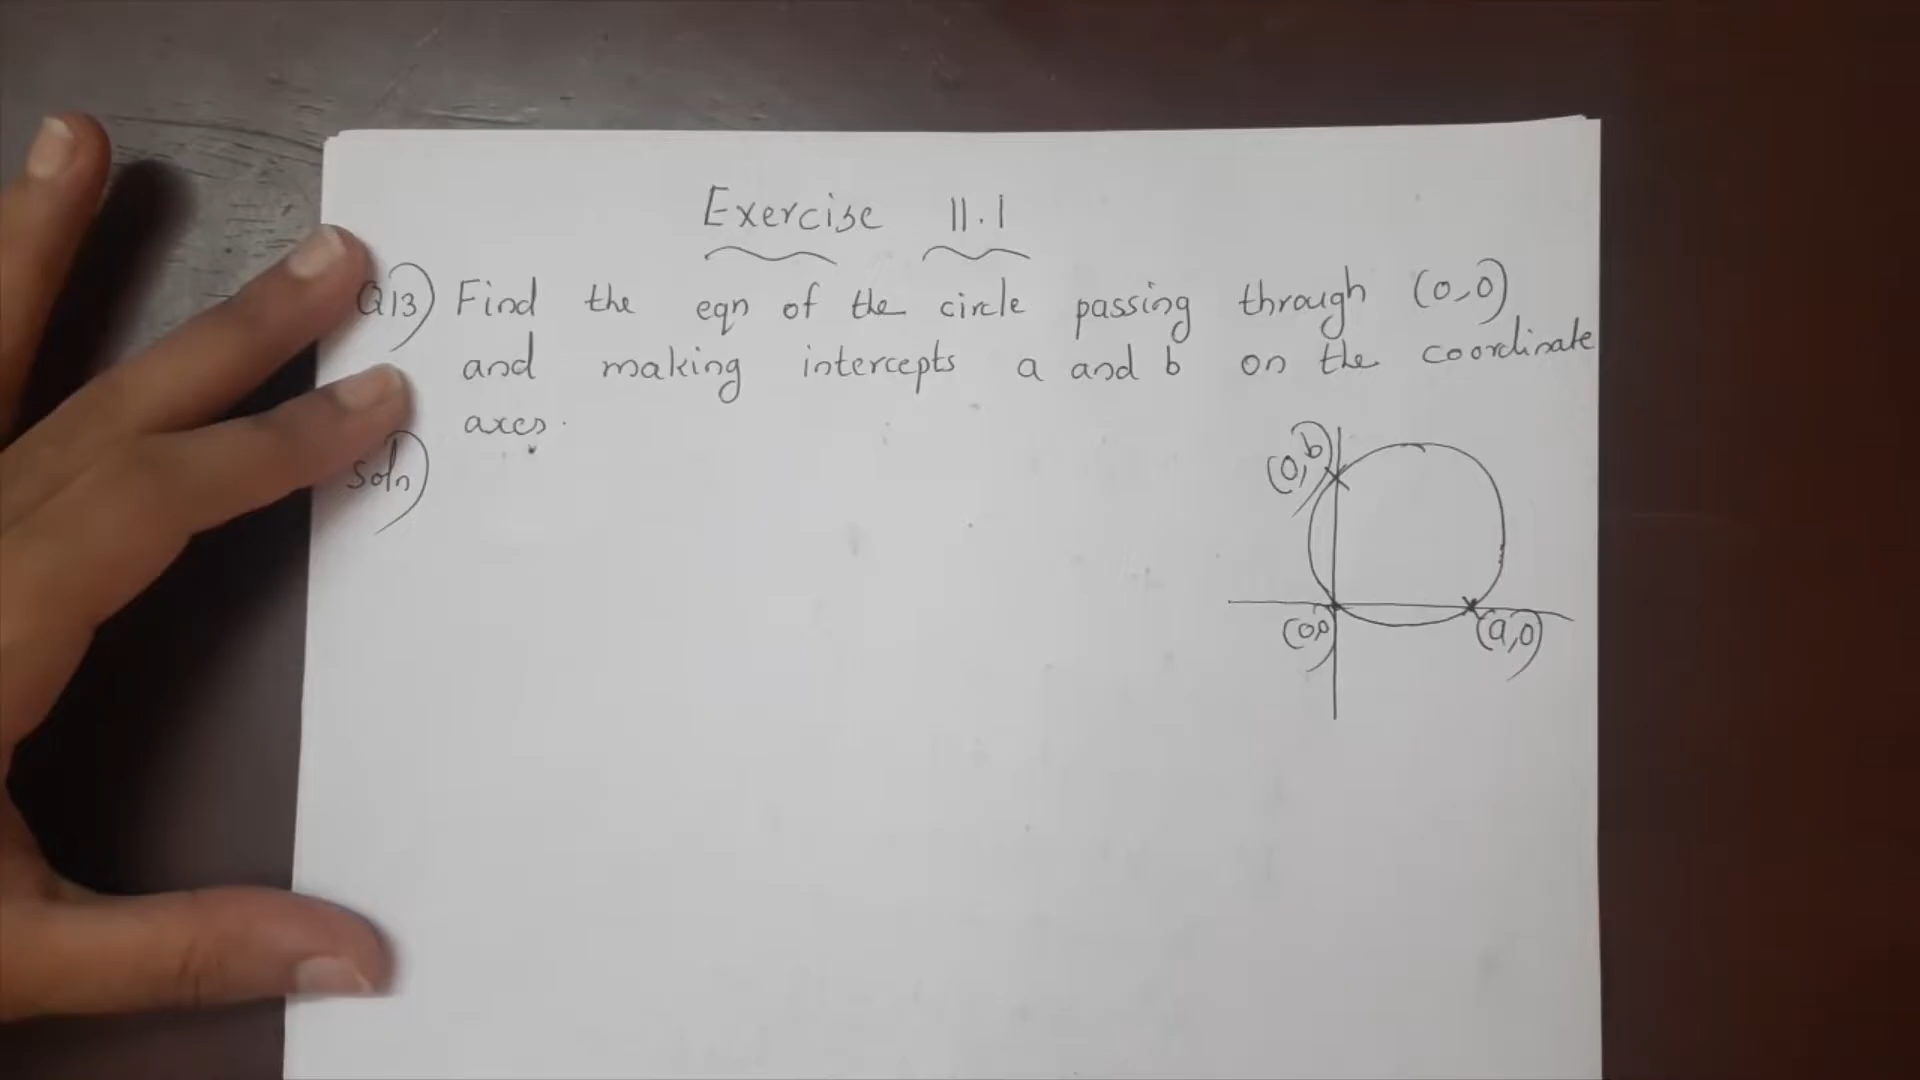 Exercise 11.1
Q13) Find the eqn of the circle passing through (0,0)
and making intercepts a and b on the coordinate
axes.
Soln)
(0,b)
(0,0)
(a,0)